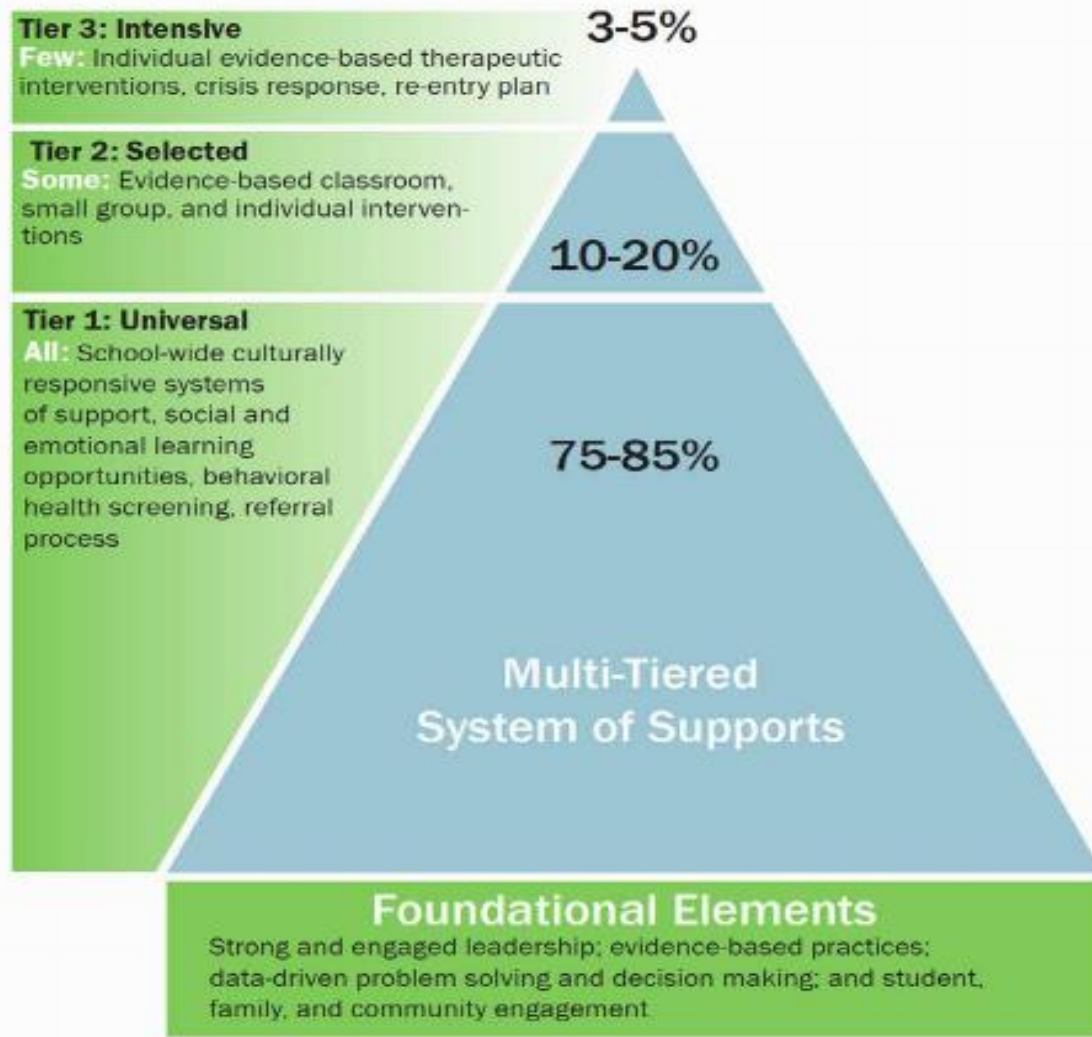 Tier 3: Intensive
Few: Individual evidence-based therapeutic
interventions, crisis response, re-entry plan
3-5%
Tier 2: Selected
Some: Evidence-based classroom,
small group, and individual interven-
tions
10-20%
Tier 1: Universal
All: School-wide culturally
responsive systems
of support, social and
emotional learning
opportunities, behavioral
health screening, referral
process
75-85%
Multi-Tiered
System of Supports
Foundational Elements
Strong and engaged leadership; evidence-based practices;
data-driven problem solving and decision making; and student,
family, and community engagement